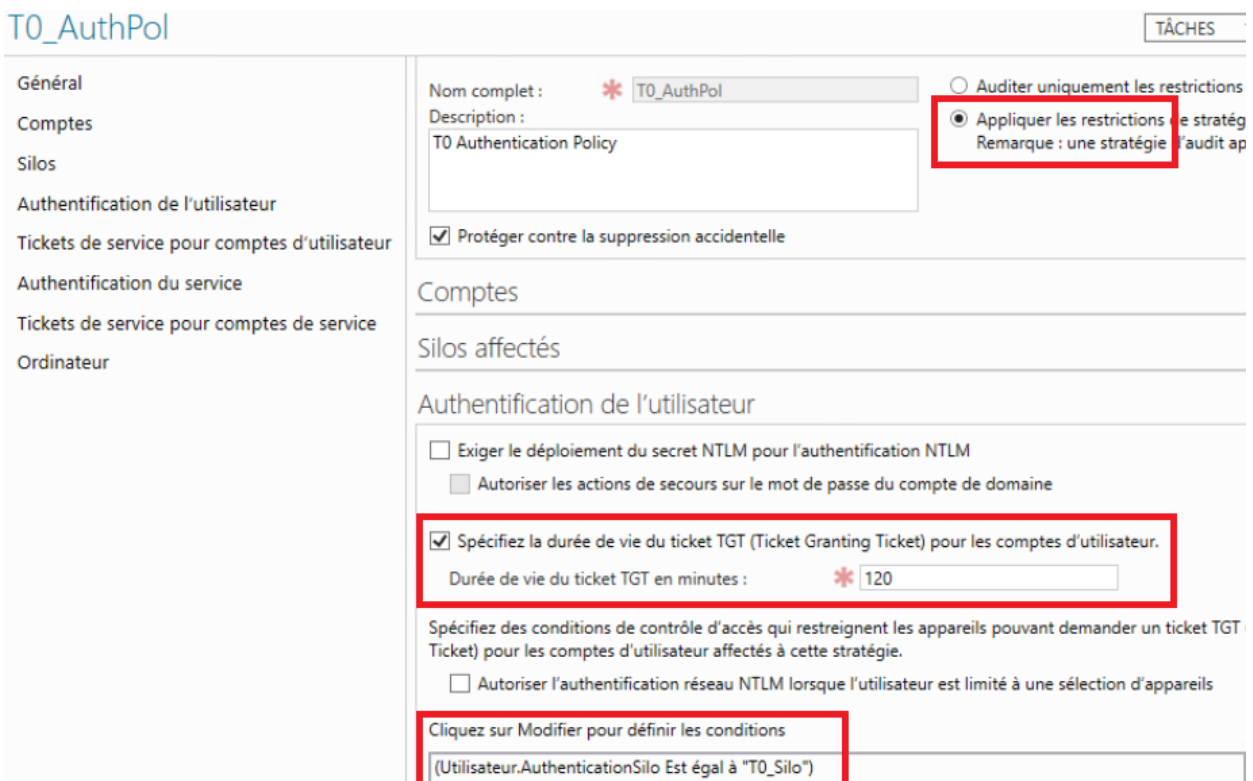 T0_AuthPol
TÂCHES
Général
Comptes
Silos
Authentification de l'utilisateur
Tickets de service pour comptes d'utilisateur
Authentification du service
Tickets de service pour comptes de service
Ordinateur
Nom complet :
T0_AuthPol
Description :
T0 Authentication Policy
Protéger contre la suppression accidentelle
Auditer uniquement les restrictions
Appliquer les restrictions de stratég
Remarque : une stratégie d'audit ap
Comptes
Silos affectés
Authentification de l'utilisateur
Exiger le déploiement du secret NTLM pour l'authentification NTLM
Autoriser les actions de secours sur le mot de passe du compte de domaine
Spécifiez la durée de vie du ticket TGT (Ticket Granting Ticket) pour les comptes d'utilisateur.
Durée de vie du ticket TGT en minutes :
120
Spécifiez des conditions de contrôle d'accès qui restreignent les appareils pouvant demander un ticket TGT
Ticket) pour les comptes d'utilisateur affectés à cette stratégie.
Autoriser l'authentification réseau NTLM lorsque l'utilisateur est limité à une sélection d'appareils
Cliquez sur Modifier pour définir les conditions
(Utilisateur.AuthenticationSilo Est égal à "T0_Silo")